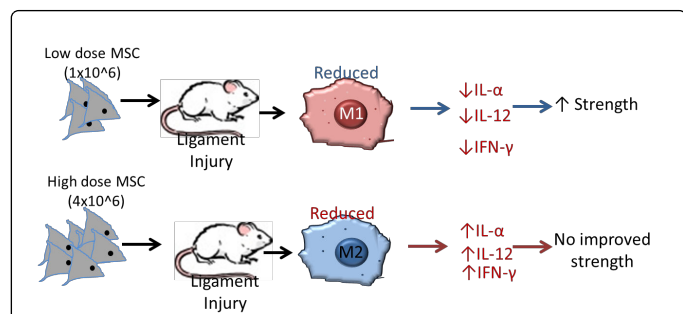 Low dose MSC
(1x10^6)
Ligament
Injury
Reduced
M1
↓IL-α
↓IL-12
↓IFN-γ
↑ Strength
High dose MSC
(4x10^6)
Ligament
Injury
Reduced
M2
↑IL-α
↑IL-12
↑IFN-γ
No improved
strength